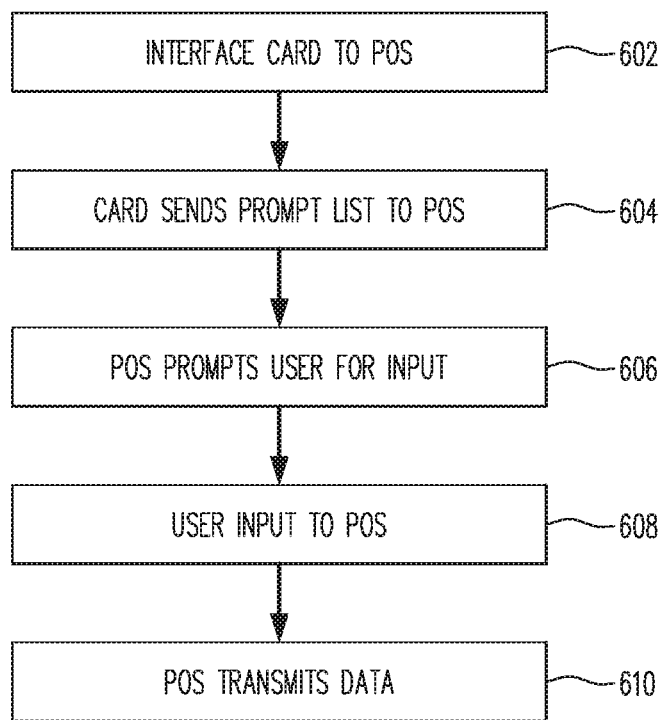 INTERFACE CARD TO POS 602
CARD SENDS PROMPT LIST TO POS 604
POS PROMPTS USER FOR INPUT 606
USER INPUT TO POS 608
POS TRANSMITS DATA 610